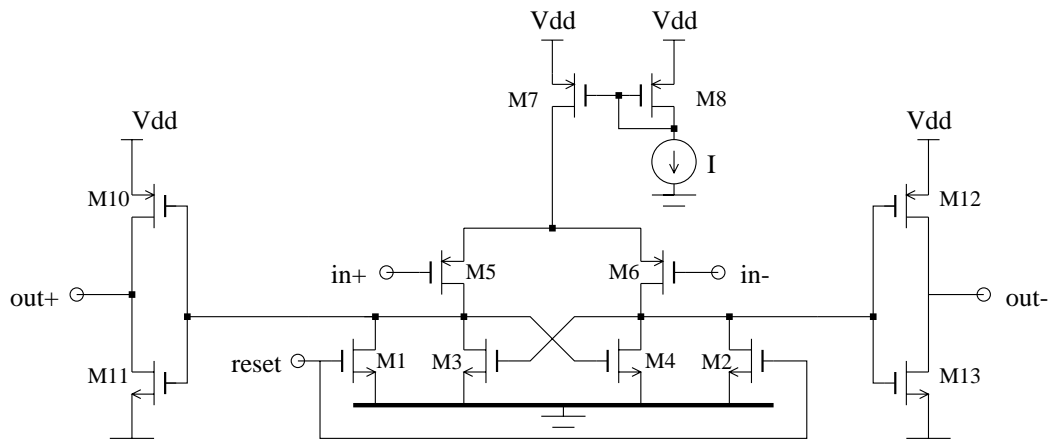 Vdd
Vdd
M7
M8
Vdd
Vdd
I
M10
M12
in+
M5
M6
in-
out+
out-
reset
M1
M3
M4
M2
M11
M13